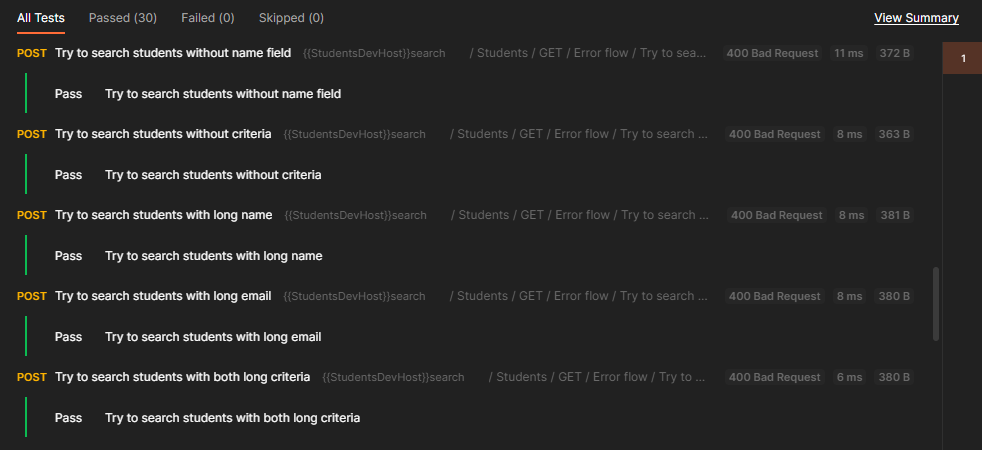 All Tests Passed (30) Failed (0) Skipped (0) View Summary
POST Try to search students without name field {{StudentsDevHost}}search / Students / GET / Error flow / Try to sea... 400 Bad Request 11 ms 372 B 1
Pass Try to search students without name field
POST Try to search students without criteria {{StudentsDevHost}}search / Students / GET / Error flow / Try to search ... 400 Bad Request 8 ms 363 B
Pass Try to search students without criteria
POST Try to search students with long name {{StudentsDevHost}}search / Students / GET / Error flow / Try to search ... 400 Bad Request 8 ms 381 B
Pass Try to search students with long name
POST Try to search students with long email {{StudentsDevHost}}search / Students / GET / Error flow / Try to search ... 400 Bad Request 8 ms 380 B
Pass Try to search students with long email
POST Try to search students with both long criteria {{StudentsDevHost}}search / Students / GET / Error flow / Try to ... 400 Bad Request 6 ms 380 B
Pass Try to search students with both long criteria